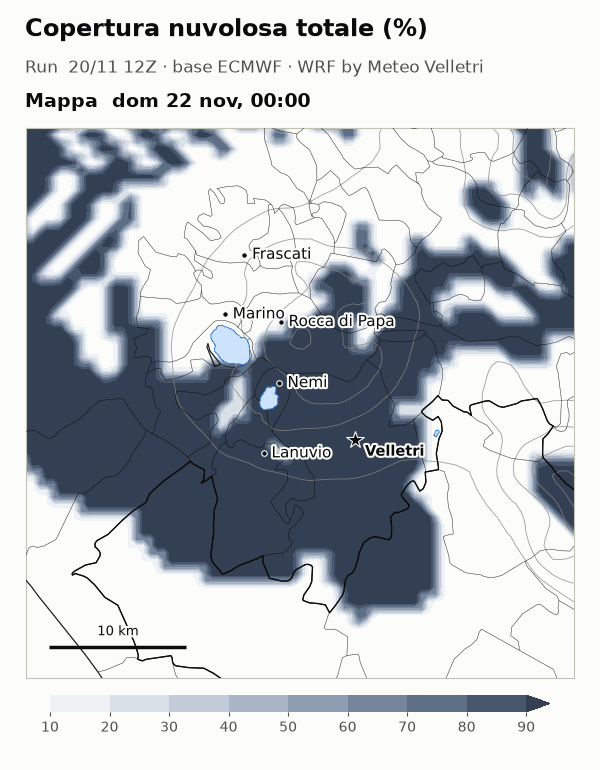 Copertura nuvolosa totale (%)
Run 20/11 12Z · base ECMWF · WRF by Meteo Velletri
Mappa dom 22 nov, 00:00
Frascati
Marino
Rocca di Papa
Nemi
Velletri
Lanuvio
10 km
10 20 30 40 50 60 70 80 90